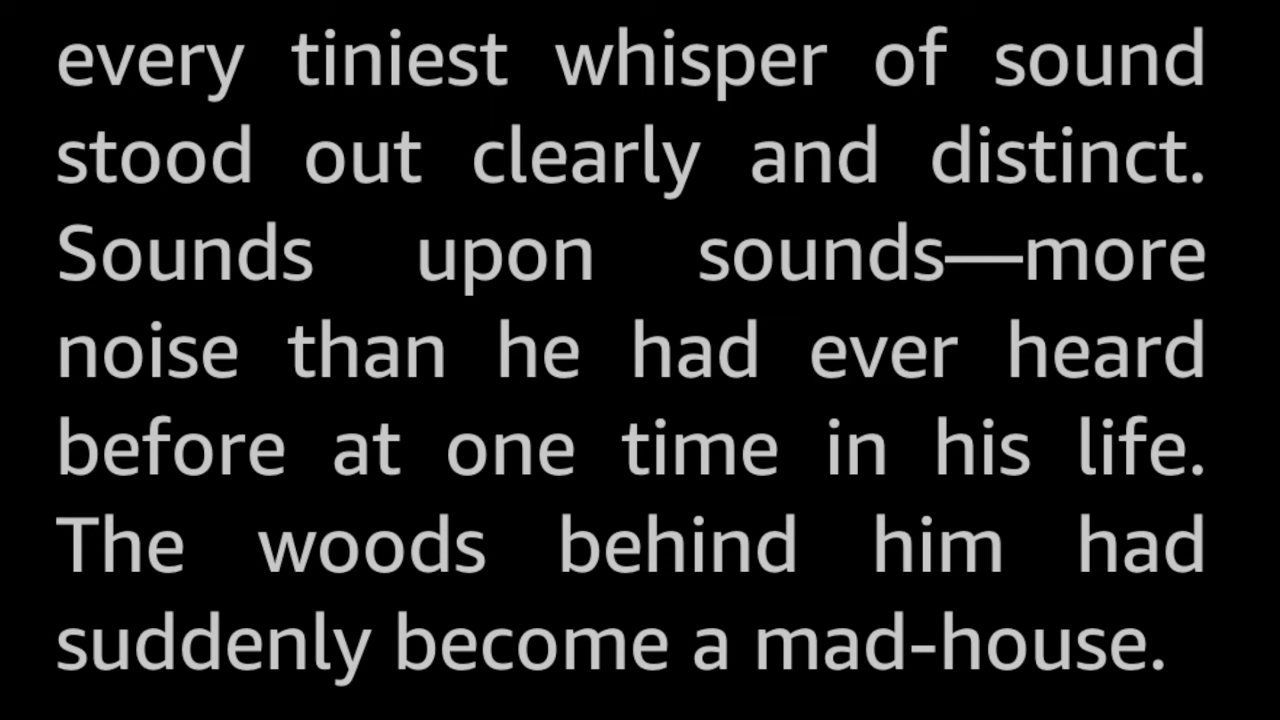 every tiniest whisper of sound
stood out clearly and distinct.
Sounds upon sounds—more
noise than he had ever heard
before at one time in his life.
The woods behind him had
suddenly become a mad-house.